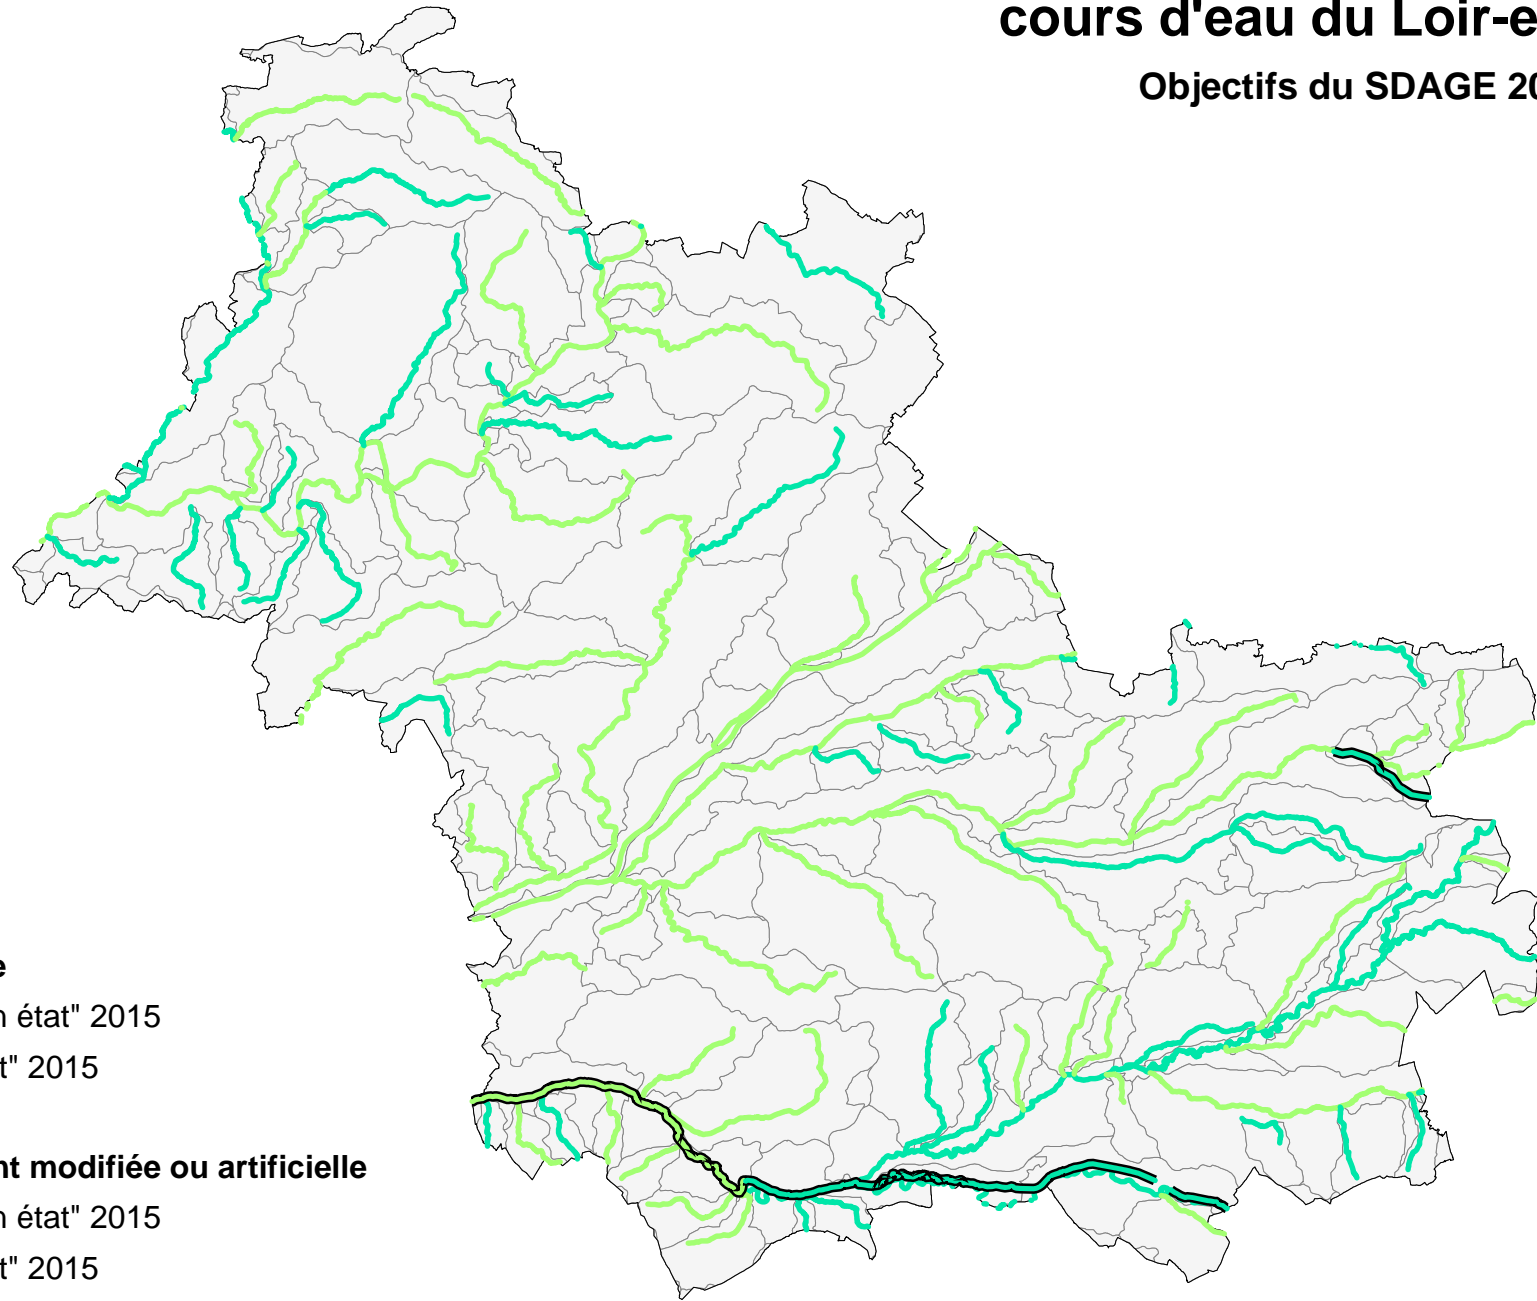 cours d'eau du Loir-e
Objectifs du SDAGE 20
e
n état" 2015
t" 2015
nt modifiée ou artificielle
n état" 2015
t" 2015